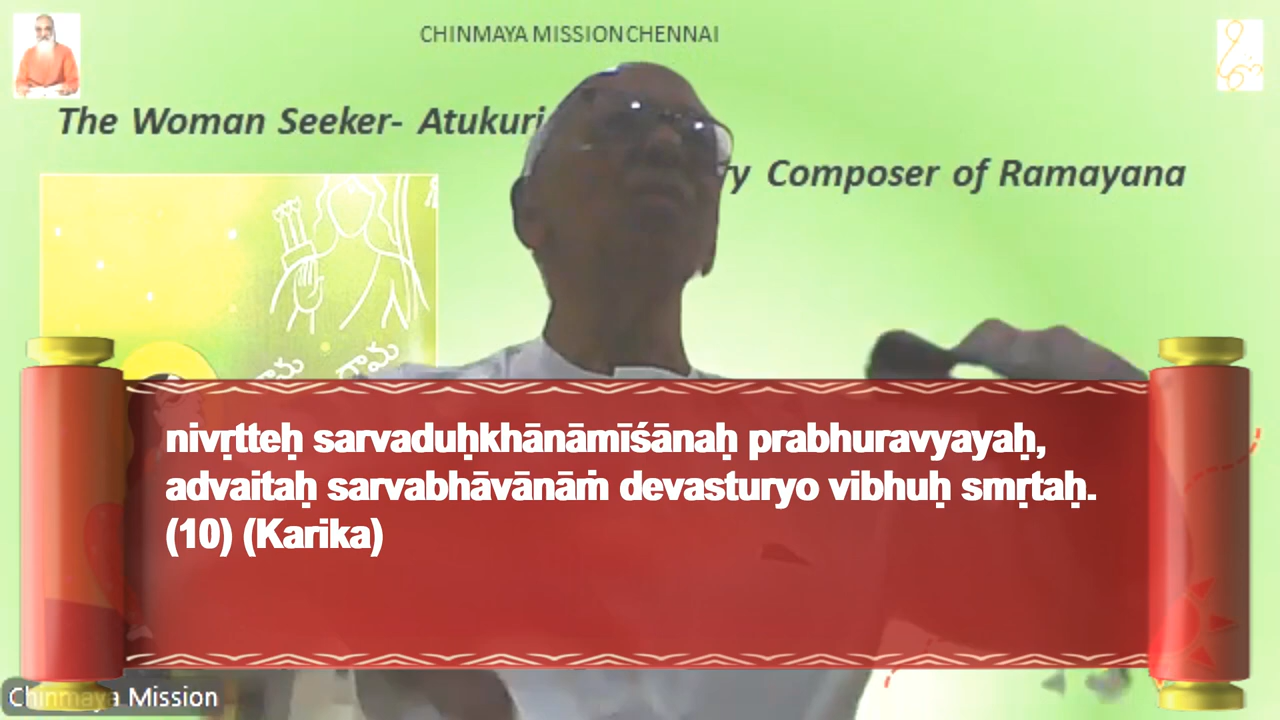 CHINMAYA MISSION CHENNAI
The Woman Seeker- Atukuri
ry Composer of Ramayana
రామ
nivṛtteḥ sarvaduḥkhānāmīśānaḥ prabhuravyayaḥ,
advaitaḥ sarvabhāvānāṁ devasturyo vibhuḥ smṛtaḥ.
(10) (Karika)
Chinmaya Mission